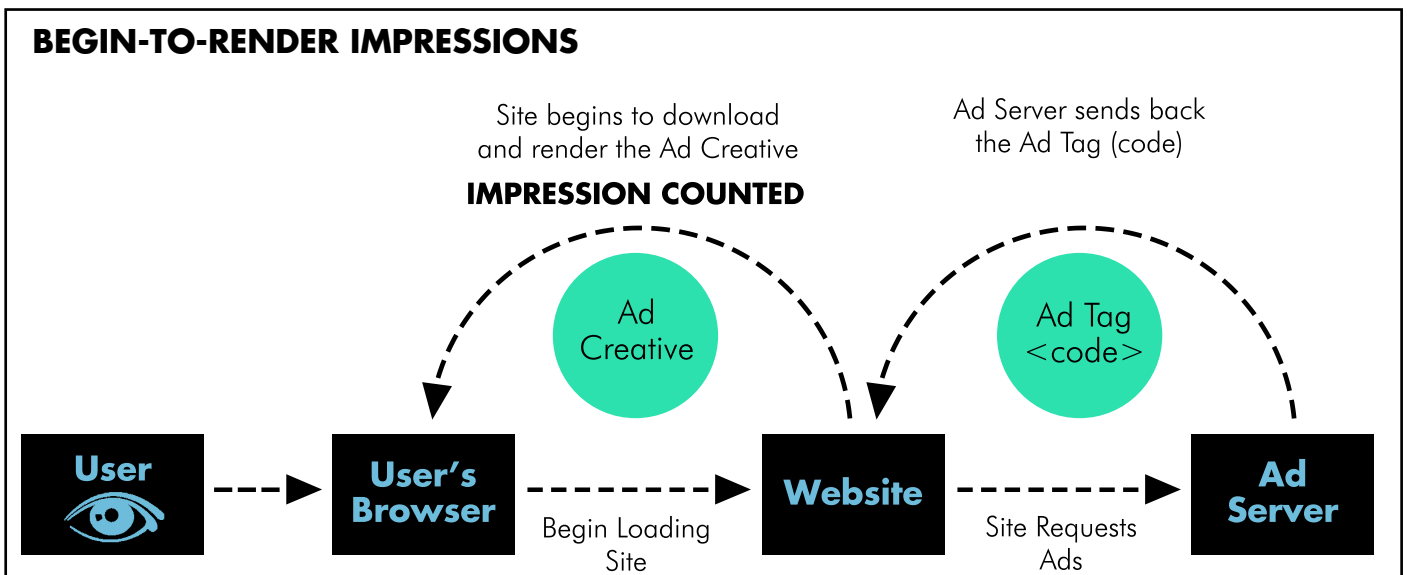 BEGIN-TO-RENDER IMPRESSIONS
Site begins to download
and render the Ad Creative
IMPRESSION COUNTED
Ad Server sends back
the Ad Tag (code)
Ad
Creative
Ad Tag
<code>
User
User's
Browser
Begin Loading
Site
Website
Site Requests
Ads
Ad
Server